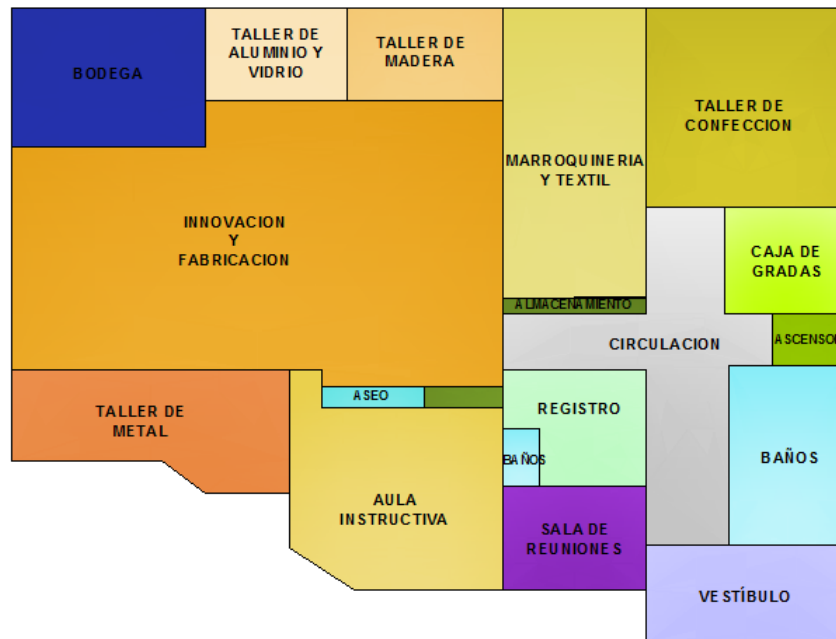 BODEGA
TALLER DE
ALUMINIO Y
VIDRIO
TALLER DE
MADERA
MARROQUINERIA
Y TEXTIL
TALLER DE
CONFECCION
INNOVACION
Y
FABRICACION
CAJA DE
GRADAS
ALMACENAMIENTO
CIRCULACION
ASCENSOR
TALLER DE
METAL
ASEO
REGISTRO
BAÑOS
BAÑOS
AULA
INSTRUCTIVA
SALA DE
REUNIONES
VESTÍBULO